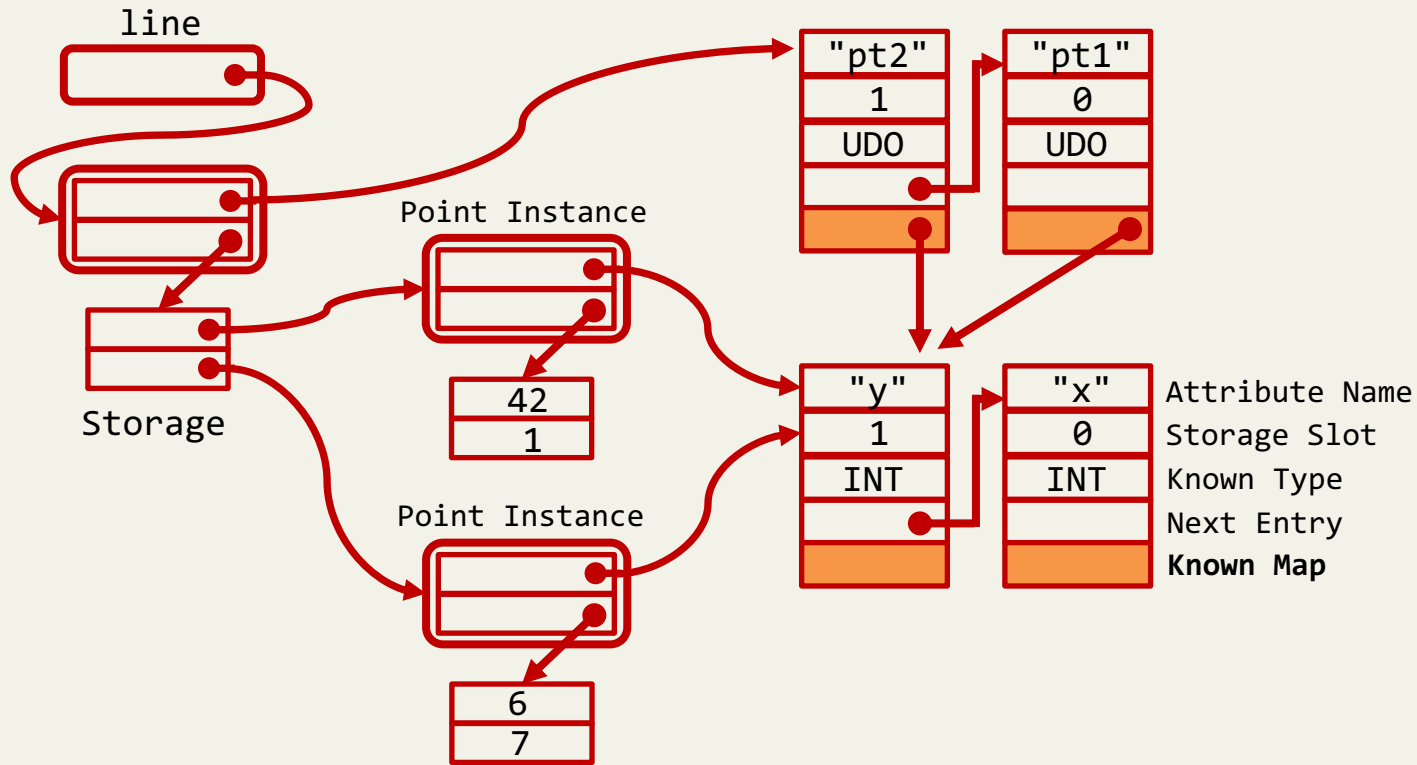 line
"pt2"
1
UDO
"pt1"
0
UDO
Point Instance
42
1
Storage
Point Instance
6
7
"y"
1
INT
"x"
0
INT
Attribute Name
Storage Slot
Known Type
Next Entry
Known Map